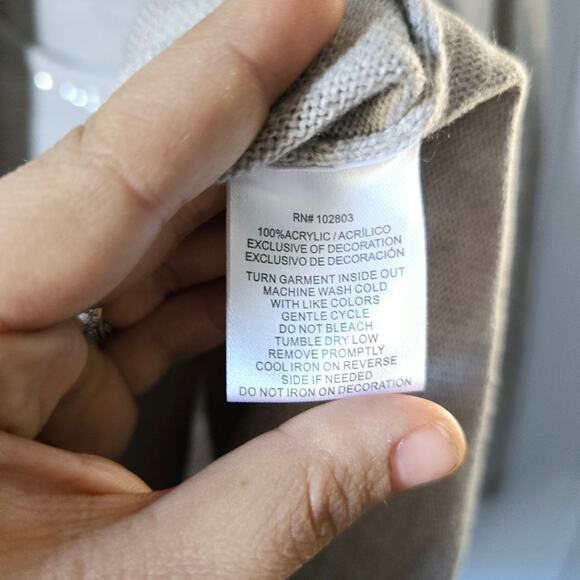 RN# 102803
100%ACRYLIC / ACRÍLICO
EXCLUSIVE OF DECORATION
EXCLUSIVO DE DECORACIÓN
TURN GARMENT INSIDE OUT
MACHINE WASH COLD
WITH LIKE COLORS
GENTLE CYCLE
DO NOT BLEACH
TUMBLE DRY LOW
REMOVE PROMPTLY
COOL IRON ON REVERSE
SIDE IF NEEDED
DO NOT IRON ON DECORATION